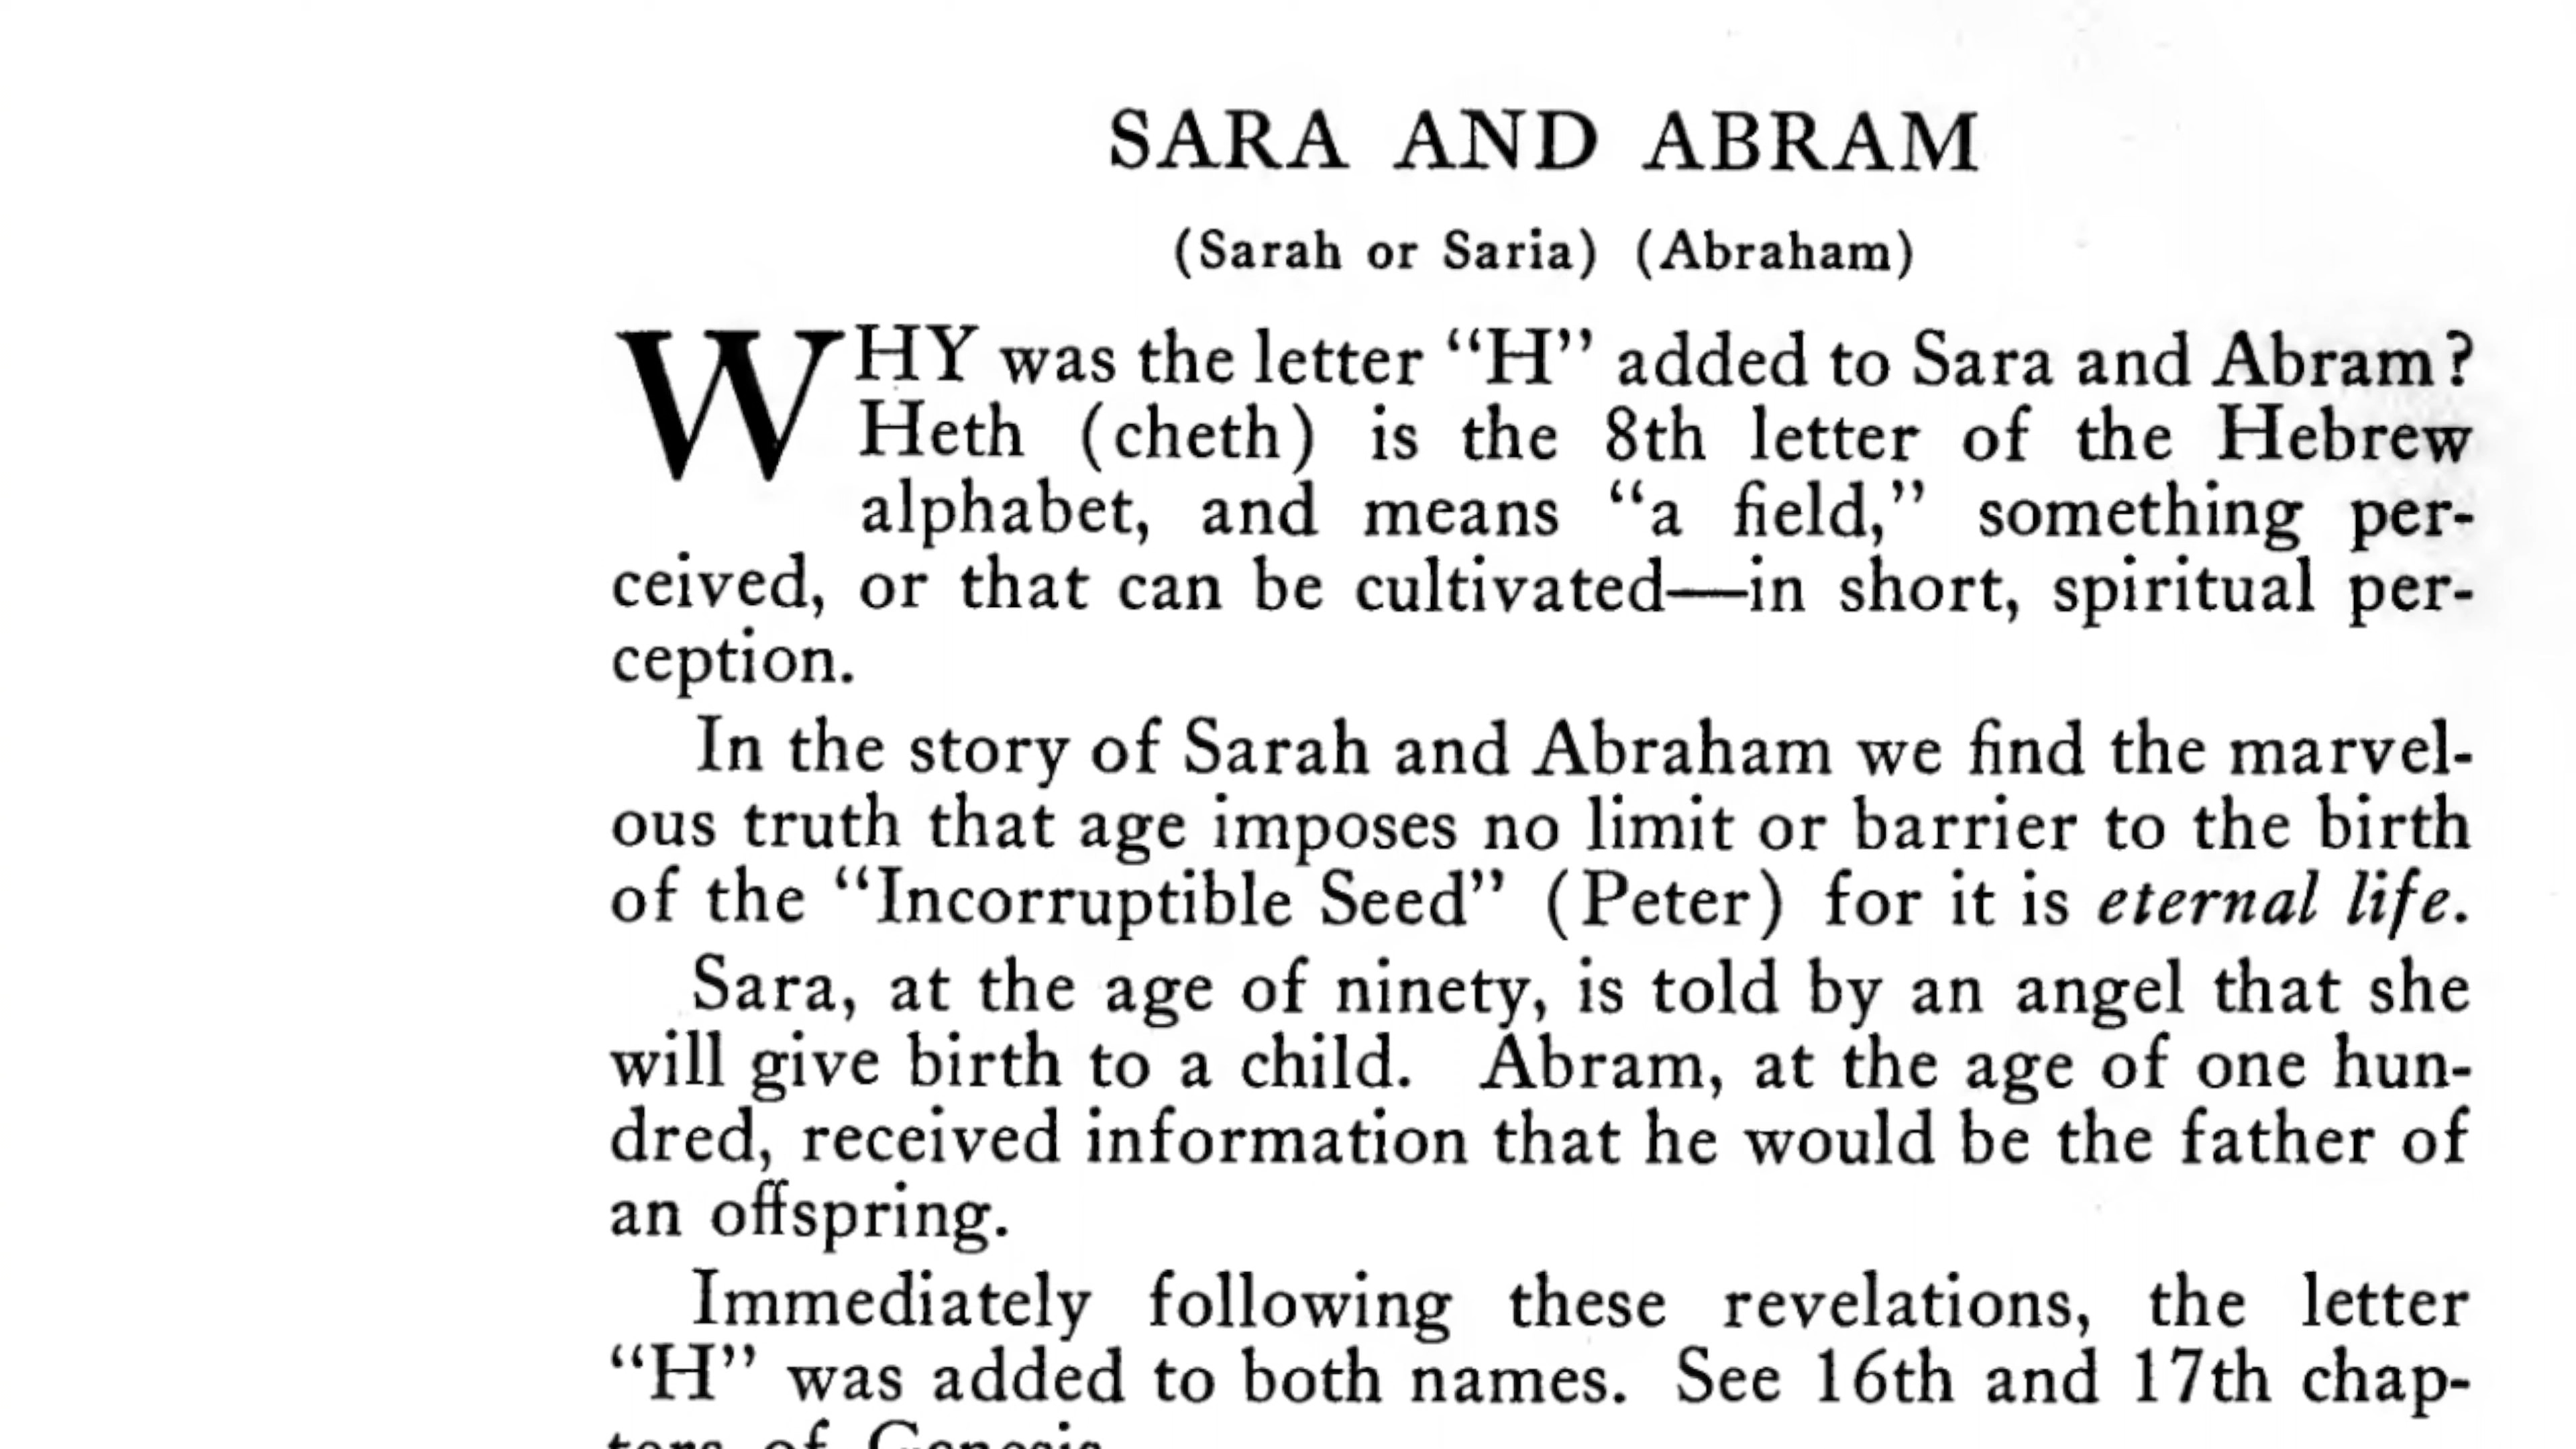 SARA AND ABRAM
(Sarah or Saria) (Abraham)
WHY was the letter “H” added to Sara and Abram?
Heth (cheth) is the 8th letter of the Hebrew
alphabet, and means “a field,” something per-
ceived, or that can be cultivated—in short, spiritual per-
ception.
In the story of Sarah and Abraham we find the marvel-
ous truth that age imposes no limit or barrier to the birth
of the “Incorruptible Seed” (Peter) for it is eternal life.
Sara, at the age of ninety, is told by an angel that she
will give birth to a child. Abram, at the age of one hun-
dred, received information that he would be the father of
an offspring.
Immediately following these revelations, the letter
“H” was added to both names. See 16th and 17th chap-
ters of Genesis